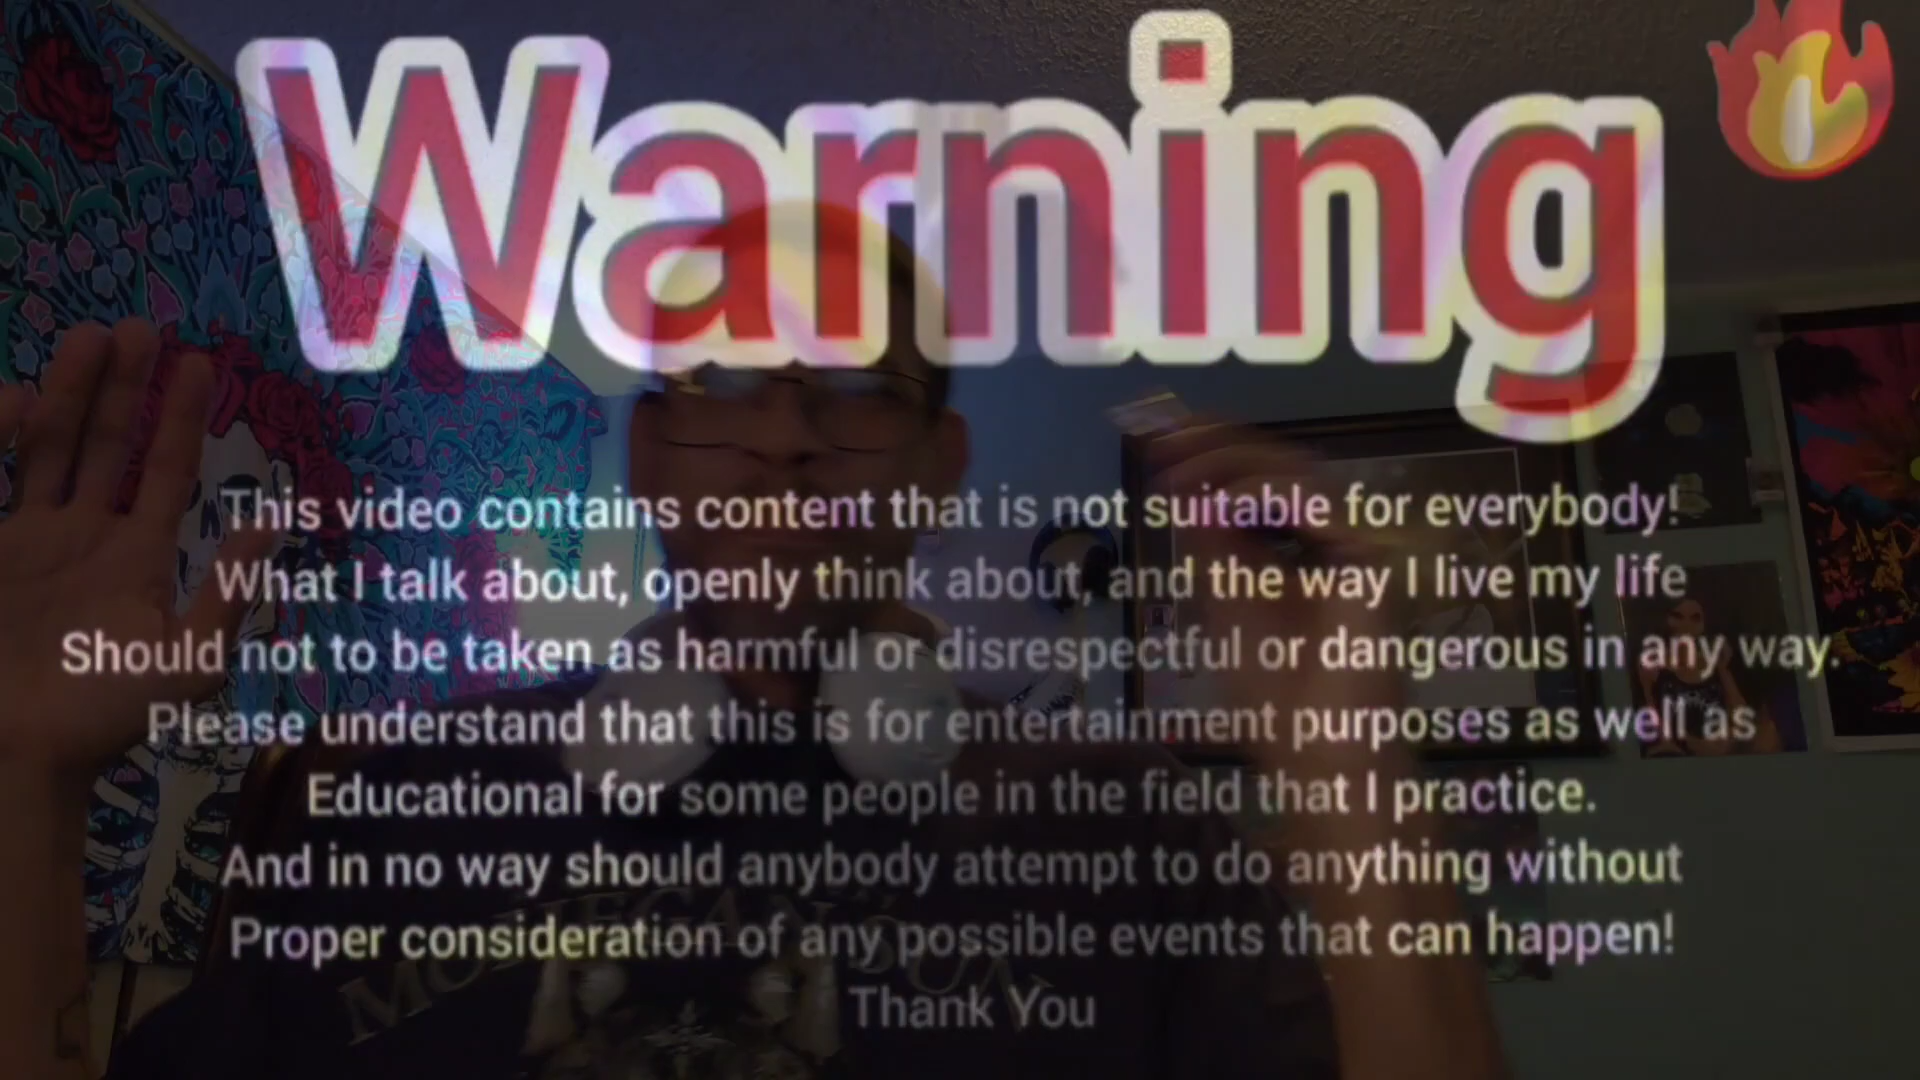 Warning
This video contains content that is not suitable for everybody!
What I talk about, openly think about, and the way I live my life
Should not to be taken as harmful or disrespectful or dangerous in any way.
Please understand that this is for entertainment purposes as well as
Educational for some people in the field that I practice.
And in no way should anybody attempt to do anything without
Proper consideration of any possible events that can happen!
MOHEGAN SUN
Thank You